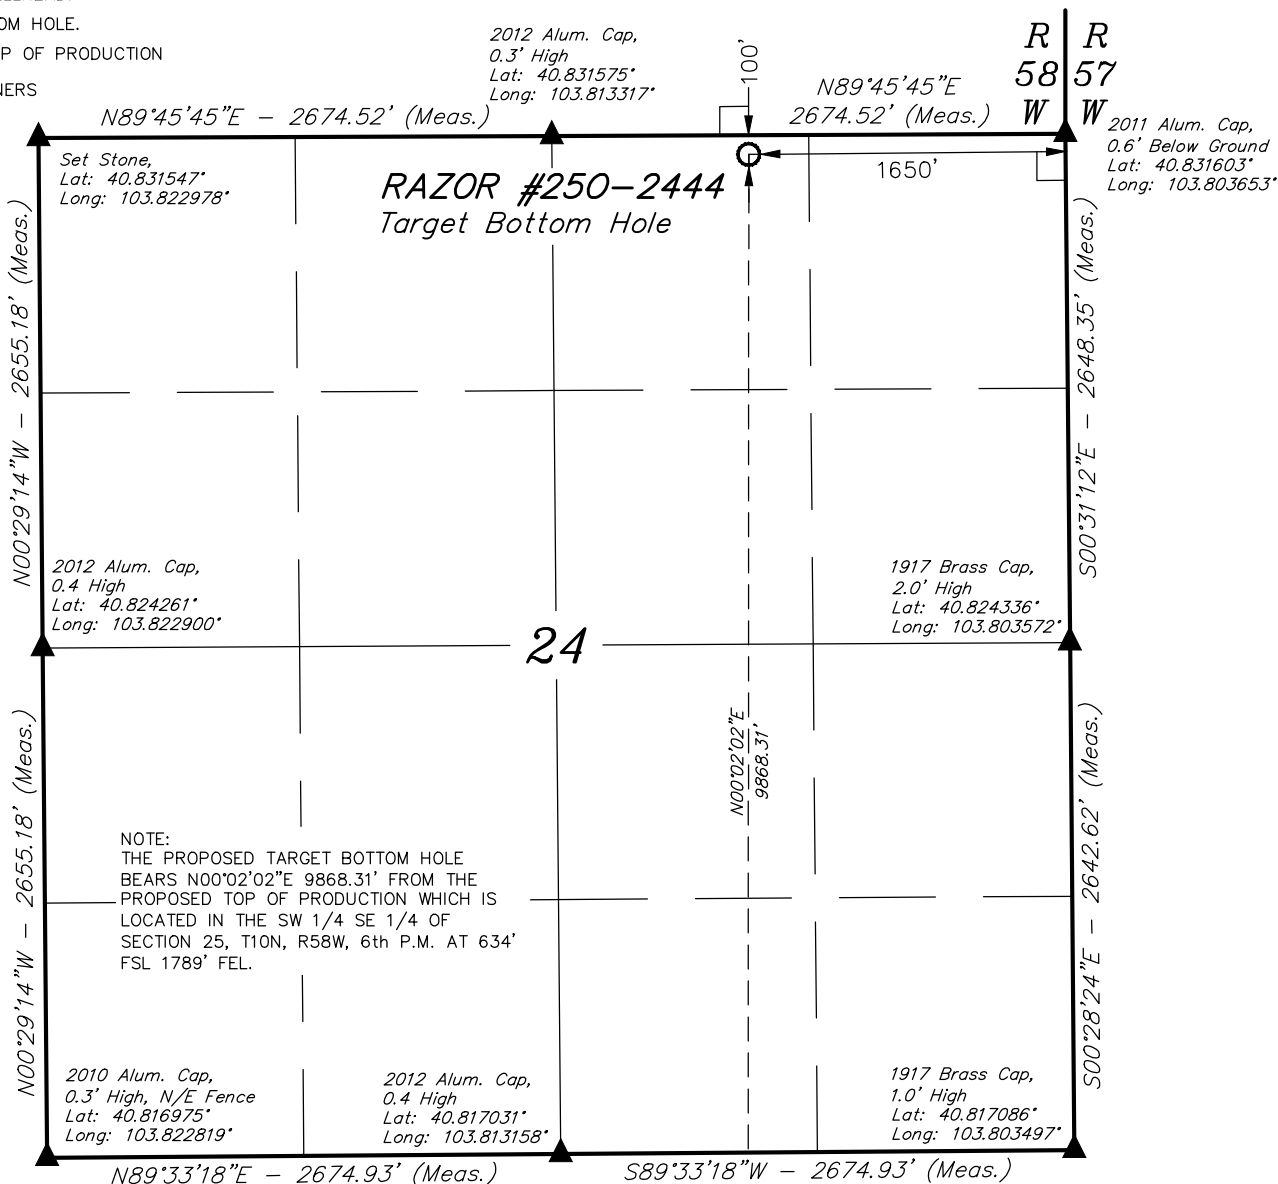 OM HOLE.
P OF PRODUCTION
NERS
2012 Alum. Cap,
0.3' High
Lat: 40.831575°
Long: 103.813317°
100'
R R
58 57
W W
N89°45'45"E - 2674.52' (Meas.)
N89°45'45"E
2674.52' (Meas.)
2011 Alum. Cap,
0.6' Below Ground
Lat: 40.831603°
Long: 103.803653°
Set Stone,
Lat: 40.831547°
Long: 103.822978°
1650'
RAZOR #250-2444
Target Bottom Hole
N00°29'14"W - 2655.18' (Meas.)
S00°31'12"E - 2648.35' (Meas.)
2012 Alum. Cap,
0.4 High
Lat: 40.824261°
Long: 103.822900°
1917 Brass Cap,
2.0' High
Lat: 40.824336°
Long: 103.803572°
24
N00°02'02"E
9868.31'
N00°29'14"W - 2655.18' (Meas.)
S00°28'24"E - 2642.62' (Meas.)
NOTE:
THE PROPOSED TARGET BOTTOM HOLE
BEARS N00°02'02"E 9868.31' FROM THE
PROPOSED TOP OF PRODUCTION WHICH IS
LOCATED IN THE SW 1/4 SE 1/4 OF
SECTION 25, T10N, R58W, 6th P.M. AT 634'
FSL 1789' FEL.
2010 Alum. Cap,
0.3' High, N/E Fence
Lat: 40.816975°
Long: 103.822819°
2012 Alum. Cap,
0.4 High
Lat: 40.817031°
Long: 103.813158°
1917 Brass Cap,
1.0' High
Lat: 40.817086°
Long: 103.803497°
N89°33'18"E - 2674.93' (Meas.)
S89°33'18"W - 2674.93' (Meas.)